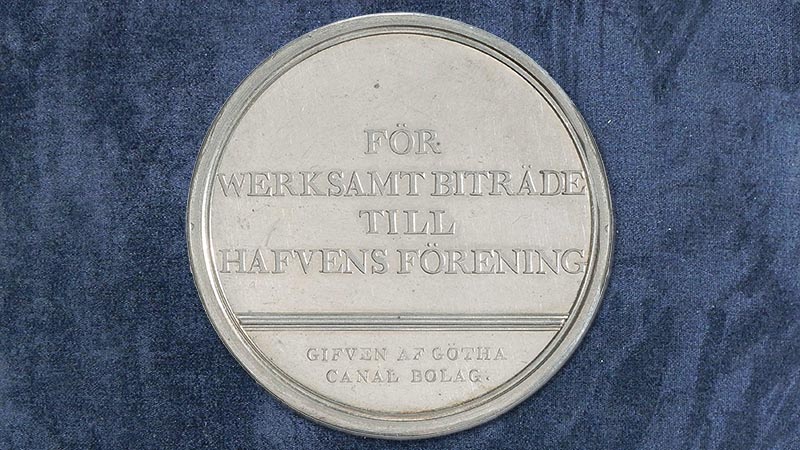 FÖR
WERKSAMT BITRÄDE
TILL
HAFVENS FÖRENING
GIFVEN AF GÖTHA
CANAL BOLAG.